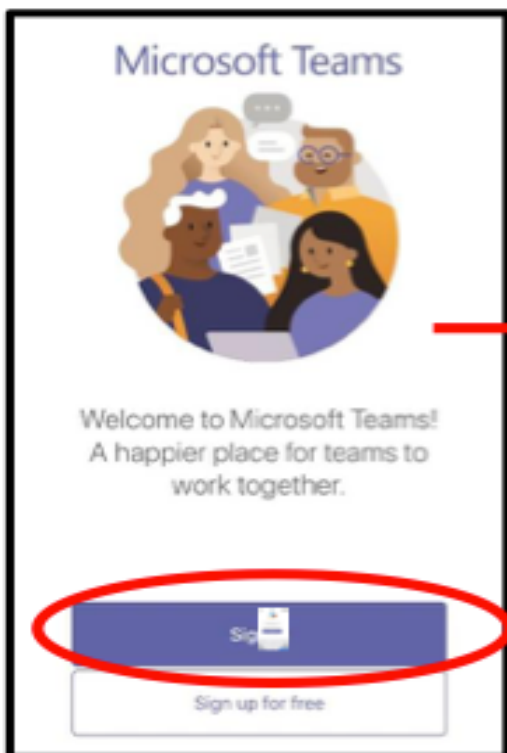 Microsoft Teams
Welcome to Microsoft Teams!
A happier place for teams to
work together.
Sign up for free